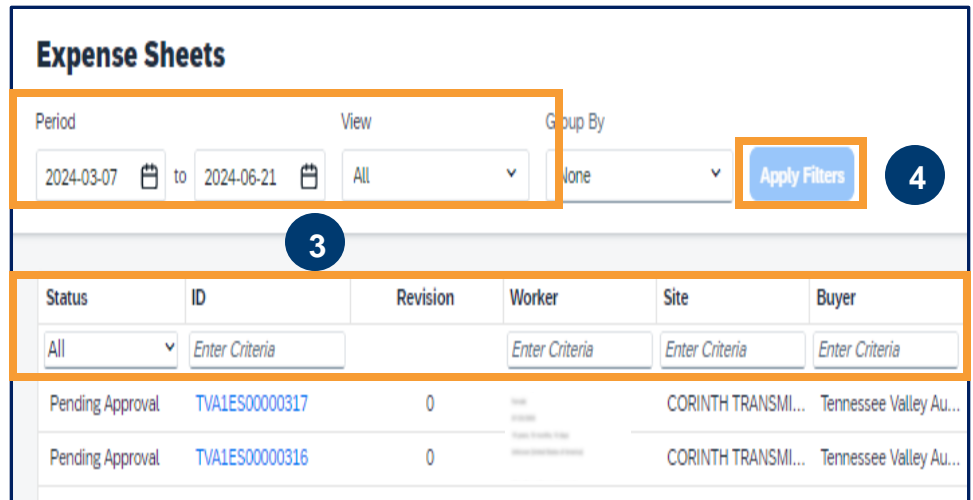 Expense Sheets
Period View Group By
2024-03-07 to 2024-06-21 All None Apply Filters 4
3
Status ID Revision Worker Site Buyer
All Enter Criteria Enter Criteria Enter Criteria Enter Criteria
Pending Approval TVA1ES00000317 0 CORINTH TRANSMI... Tennessee Valley Au...
Pending Approval TVA1ES00000316 0 CORINTH TRANSMI... Tennessee Valley Au...